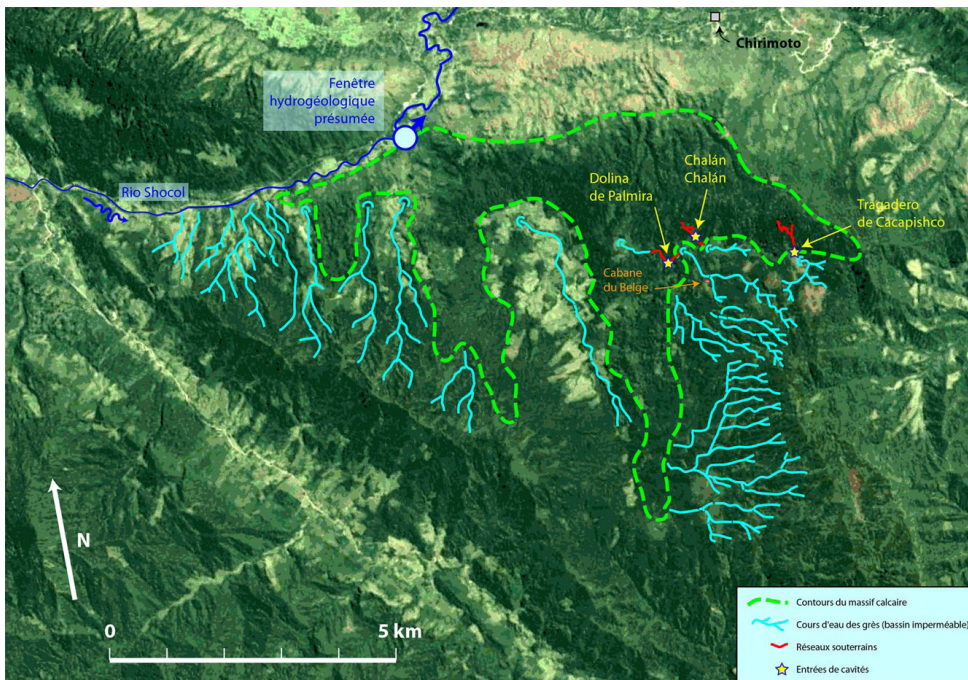 Chirimoto
Fenêtre
hydrogéologique
présumée
Rio Shocol
Chalán
Chalán
Dolina
de Palmira
Tragadero
de Cacapishco
Cabane
du Belge
N
0
5 km
Contours du massif calcaire
Cours d'eau des grès (bassin imperméable)
Réseaux souterrains
Entrées de cavités